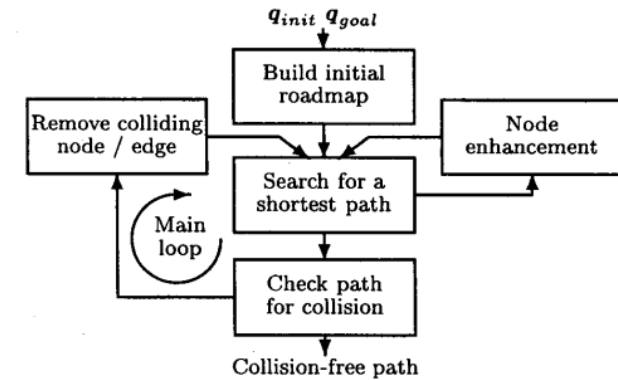 q_init q_goal
Build initial
roadmap
Remove colliding
node / edge
Node
enhancement
Search for a
shortest path
Main
loop
Check path
for collision
Collision-free path